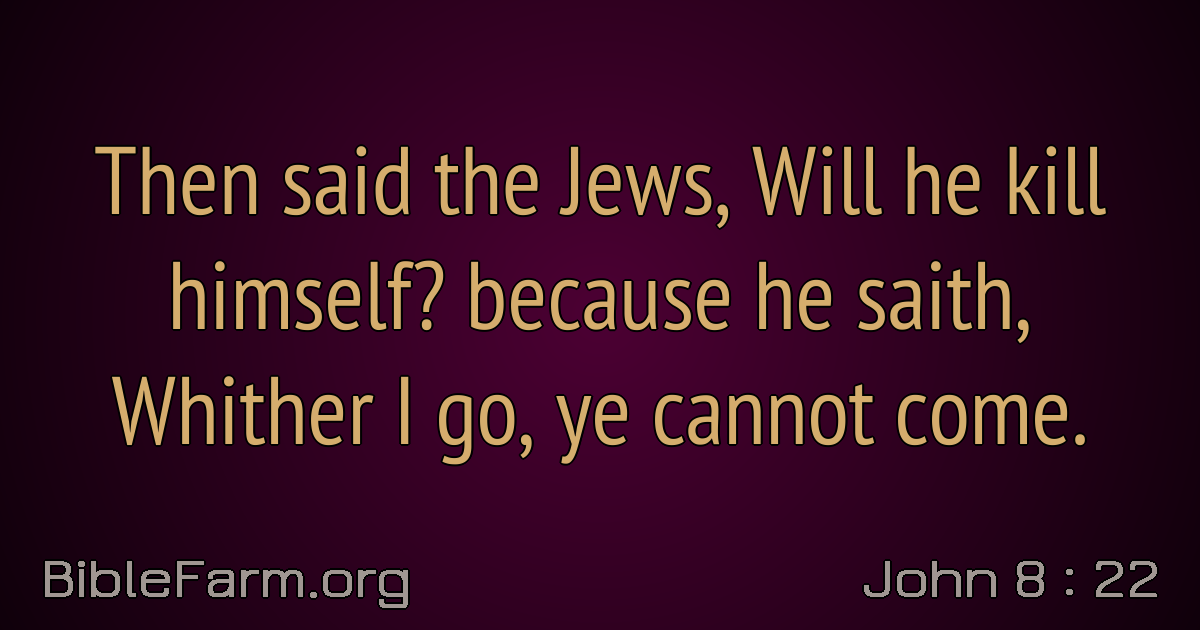 Then said the Jews, Will he kill
himself? because he saith,
Whither I go, ye cannot come.
BibleFarm.org
John 8 : 22